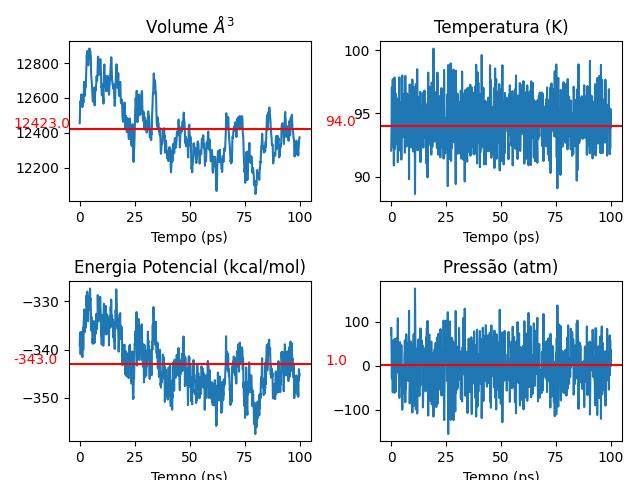 Volume Å³
12800
12600
12423.0
12400
12200
0 25 50 75 100
Tempo (ps)
Temperatura (K)
100
95
94.0
90
0 25 50 75 100
Tempo (ps)
Energia Potencial (kcal/mol)
−330
−340
-343.0
−350
0 25 50 75 100
Tempo (ps)
Pressão (atm)
100
1.0
0
−100
0 25 50 75 100
Tempo (ps)